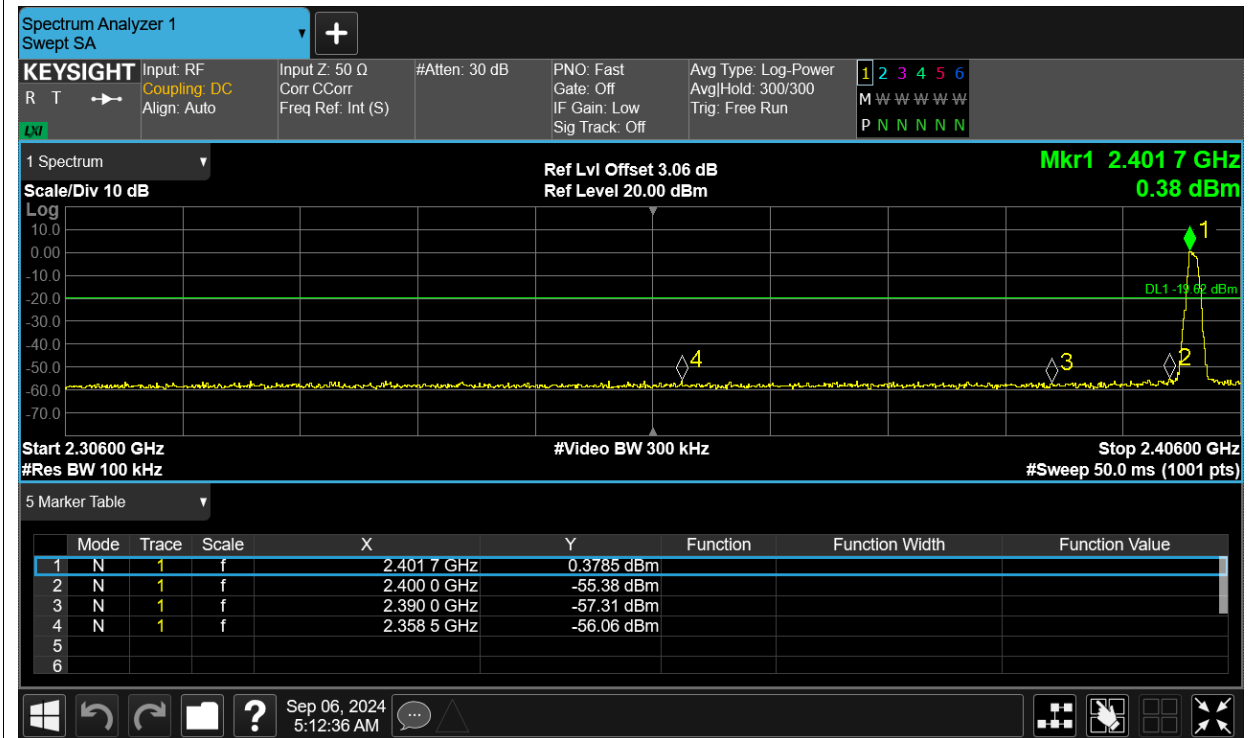 Spectrum Analyzer 1
Swept SA
KEYSIGHT
R T
LXI
Input: RF
Coupling: DC
Align: Auto
Input Z: 50 Ω
Corr CCorr
Freq Ref: Int (S)
#Atten: 30 dB
PNO: Fast
Gate: Off
IF Gain: Low
Sig Track: Off
Avg Type: Log-Power
Avg|Hold: 300/300
Trig: Free Run
1 2 3 4 5 6
M W W W W W
P N N N N N
1 Spectrum
Scale/Div 10 dB
Ref Lvl Offset 3.06 dB
Ref Level 20.00 dBm
Mkr1 2.401 7 GHz
0.38 dBm
Log
10.0
0.00
-10.0
-20.0
-30.0
-40.0
-50.0
-60.0
-70.0
1
DL1 -19.62 dBm
4
3
2
Start 2.30600 GHz
#Video BW 300 kHz
Stop 2.40600 GHz
#Res BW 100 kHz
#Sweep 50.0 ms (1001 pts)
5 Marker Table
Mode Trace Scale X Y Function Function Width Function Value
1 N 1 f 2.401 7 GHz 0.3785 dBm
2 N 1 f 2.400 0 GHz -55.38 dBm
3 N 1 f 2.390 0 GHz -57.31 dBm
4 N 1 f 2.358 5 GHz -56.06 dBm
5
6
?
Sep 06, 2024
5:12:36 AM